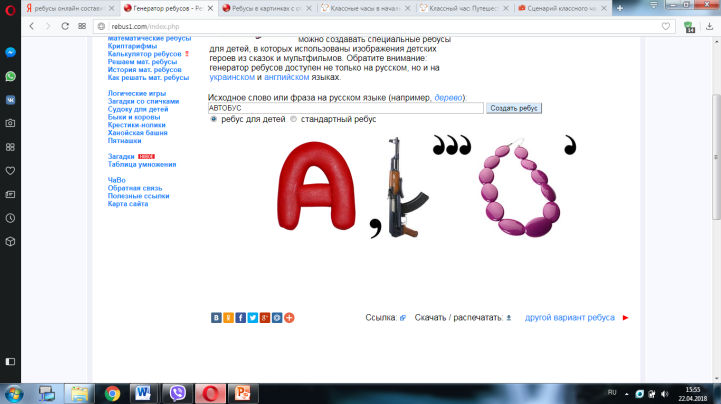 ребусы онлайн состав
Генератор ребусов - Ре
Ребусы в картинках с о
Классные часы в начал
Классный час: Путешес
Сценарий классного ча
rebus1.com/index.php
Математические ребусы
Криптарифмы
Калькулятор ребусов
Решаем мат. ребусы
История мат. ребусов
Как решать мат. ребусы
Логические игры
Загадки со спичками
Судоку для детей
Быки и коровы
Крестики-нолики
Ханойская башня
Пятнашки
Загадки
Таблица умножения
ЧаВо
Обратная связь
Полезные ссылки
Карта сайта
можно создавать специальные ребусы
для детей, в которых использованы изображения детских
героев из сказок и мультфильмов. Обратите внимание:
генератор ребусов доступен не только на русском, но и на
украинском и английском языках.
Исходное слово или фраза на русском языке (например, дерево):
АВТОБУС
Создать ребус
ребус для детей стандартный ребус
А , ,,, ,
Ссылка: Скачать / распечатать: другой вариант ребуса
RU
15:55
22.04.2018